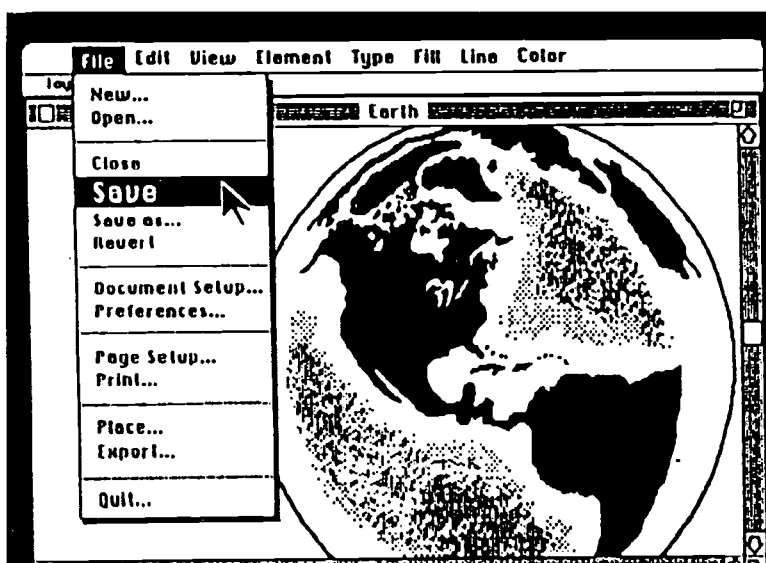 File Edit View Element Type Fill Line Color
Earth
New...
Open...
Close
Save
Save as...
Revert
Document Setup...
Preferences...
Page Setup...
Print...
Place...
Export...
Quit...